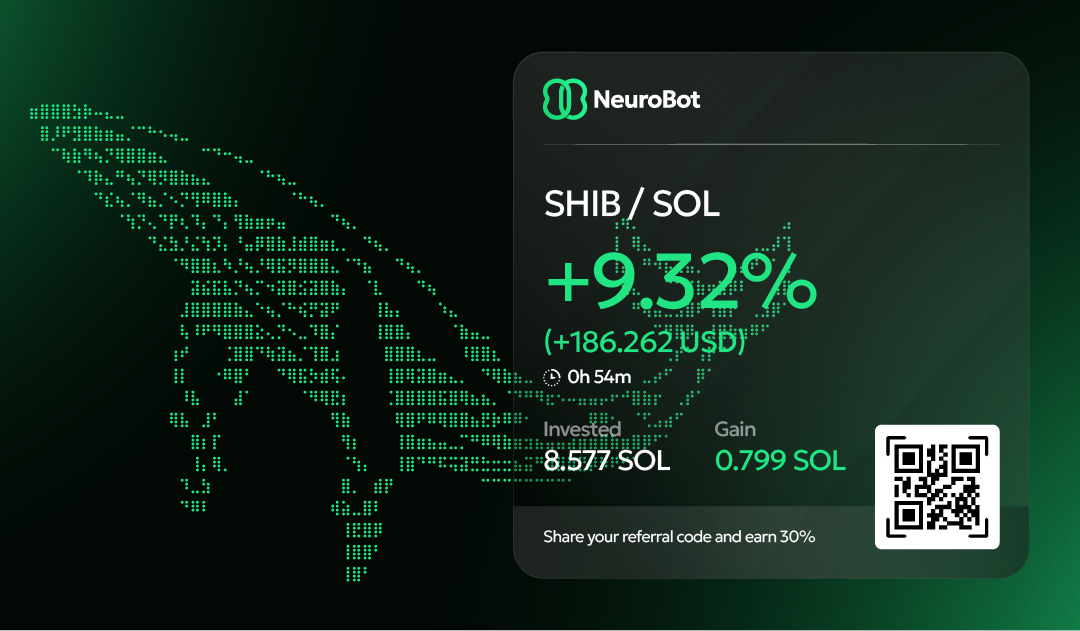 NeuroBot
SHIB / SOL
+9.32%
(+186.262 USD)
0h 54m
Invested
Gain
8.577 SOL
0.799 SOL
Share your referral code and earn 30%